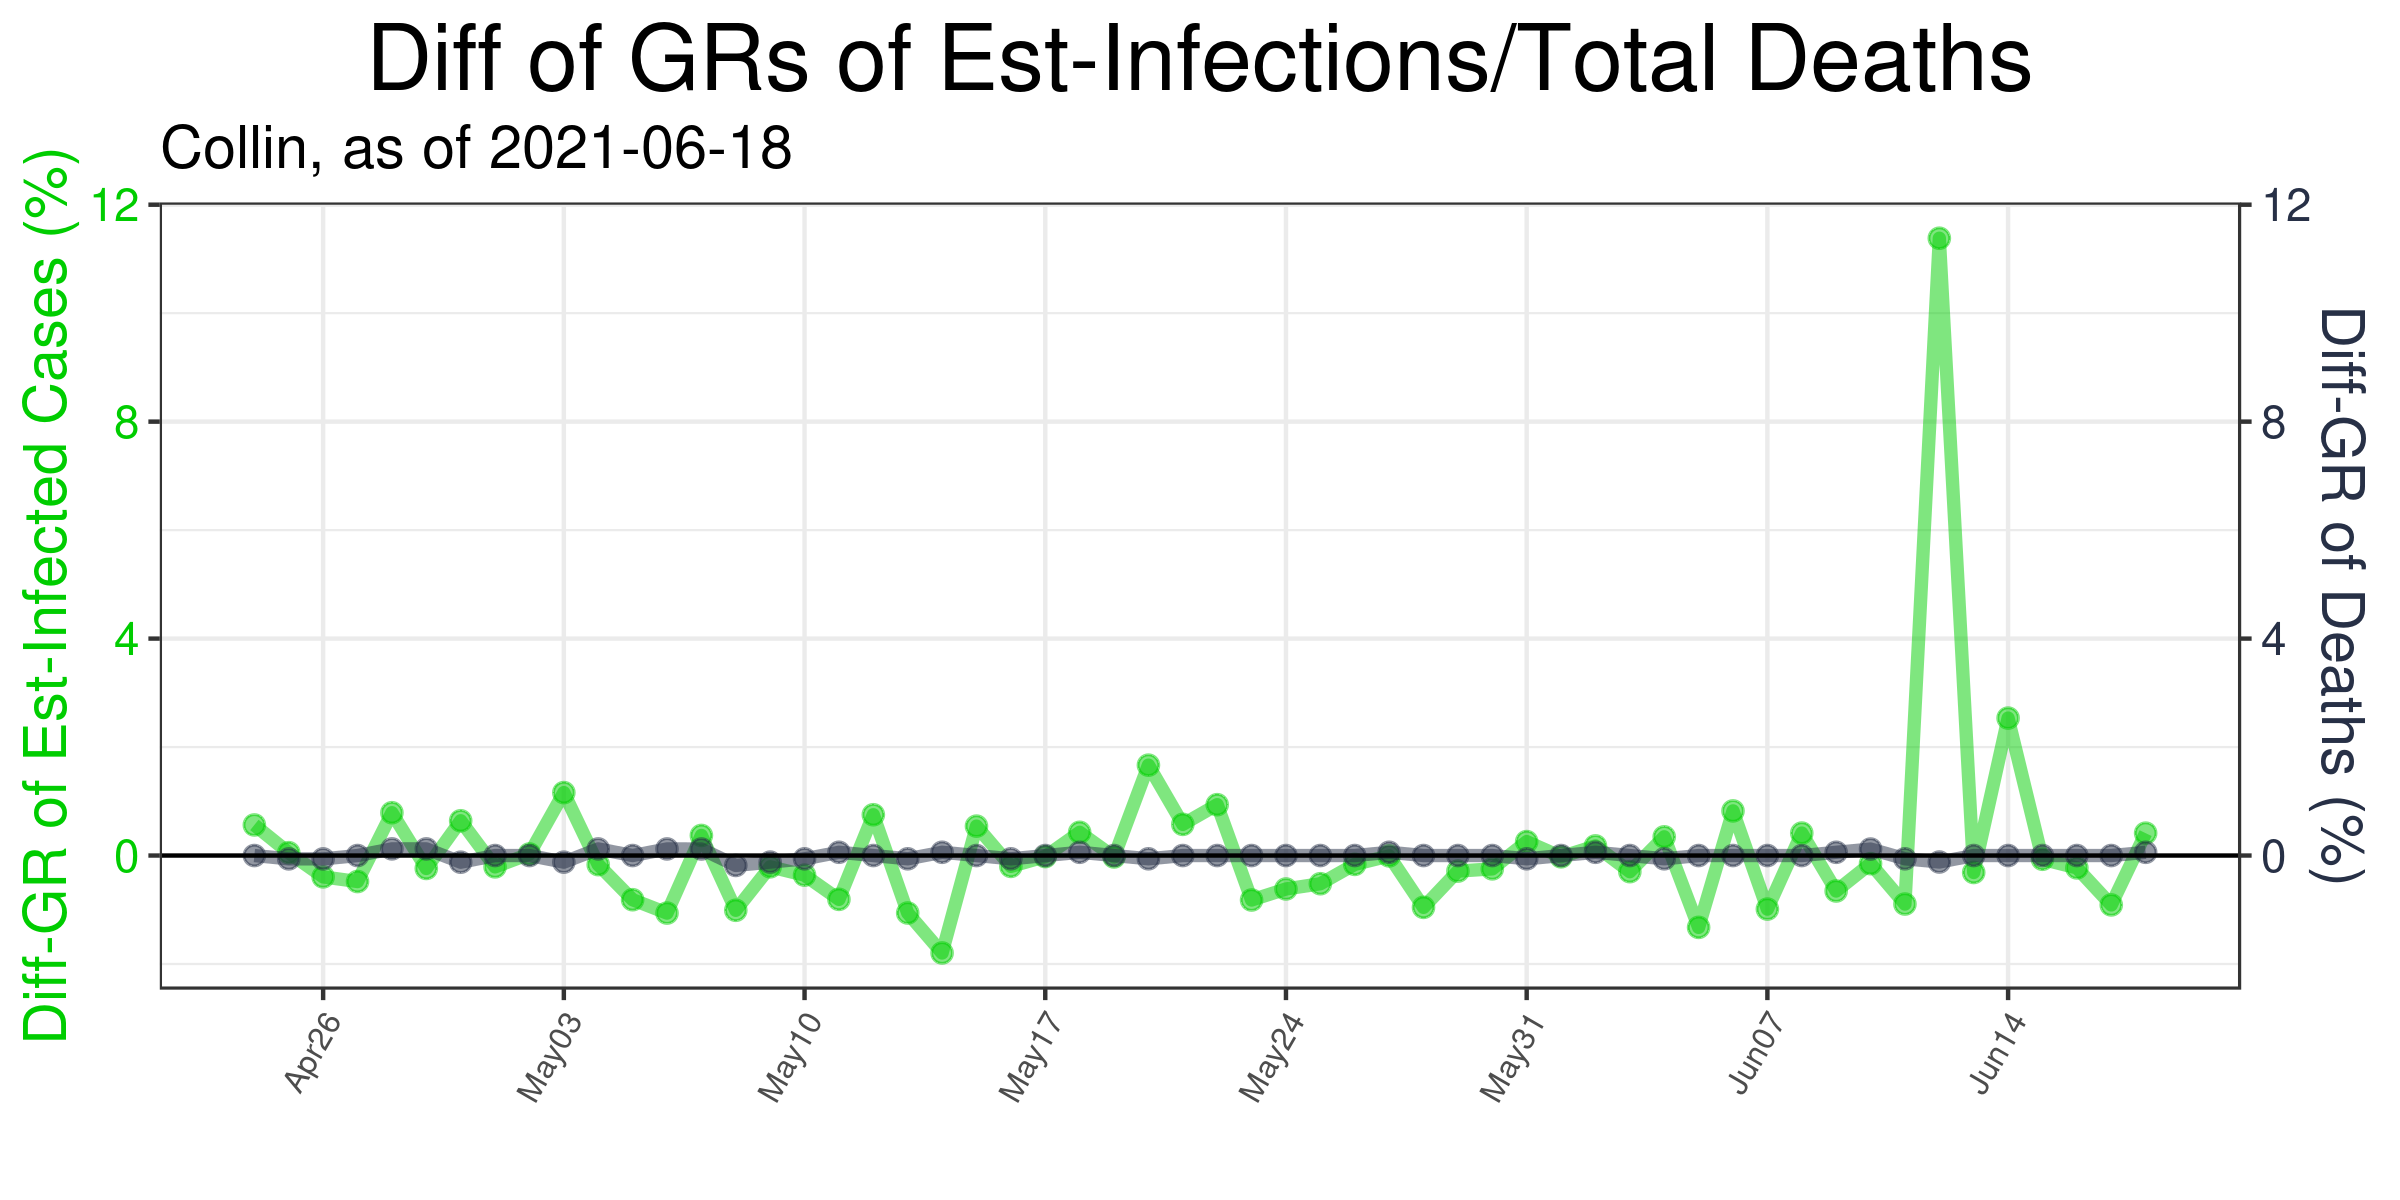 Diff of GRs of Est-Infections/Total Deaths
Collin, as of 2021-06-18
Diff-GR of Est-Infected Cases (%)
12
8
4
0
12
8
4
0
Diff-GR of Deaths (%)
Apr26
May03
May10
May17
May24
May31
Jun07
Jun14